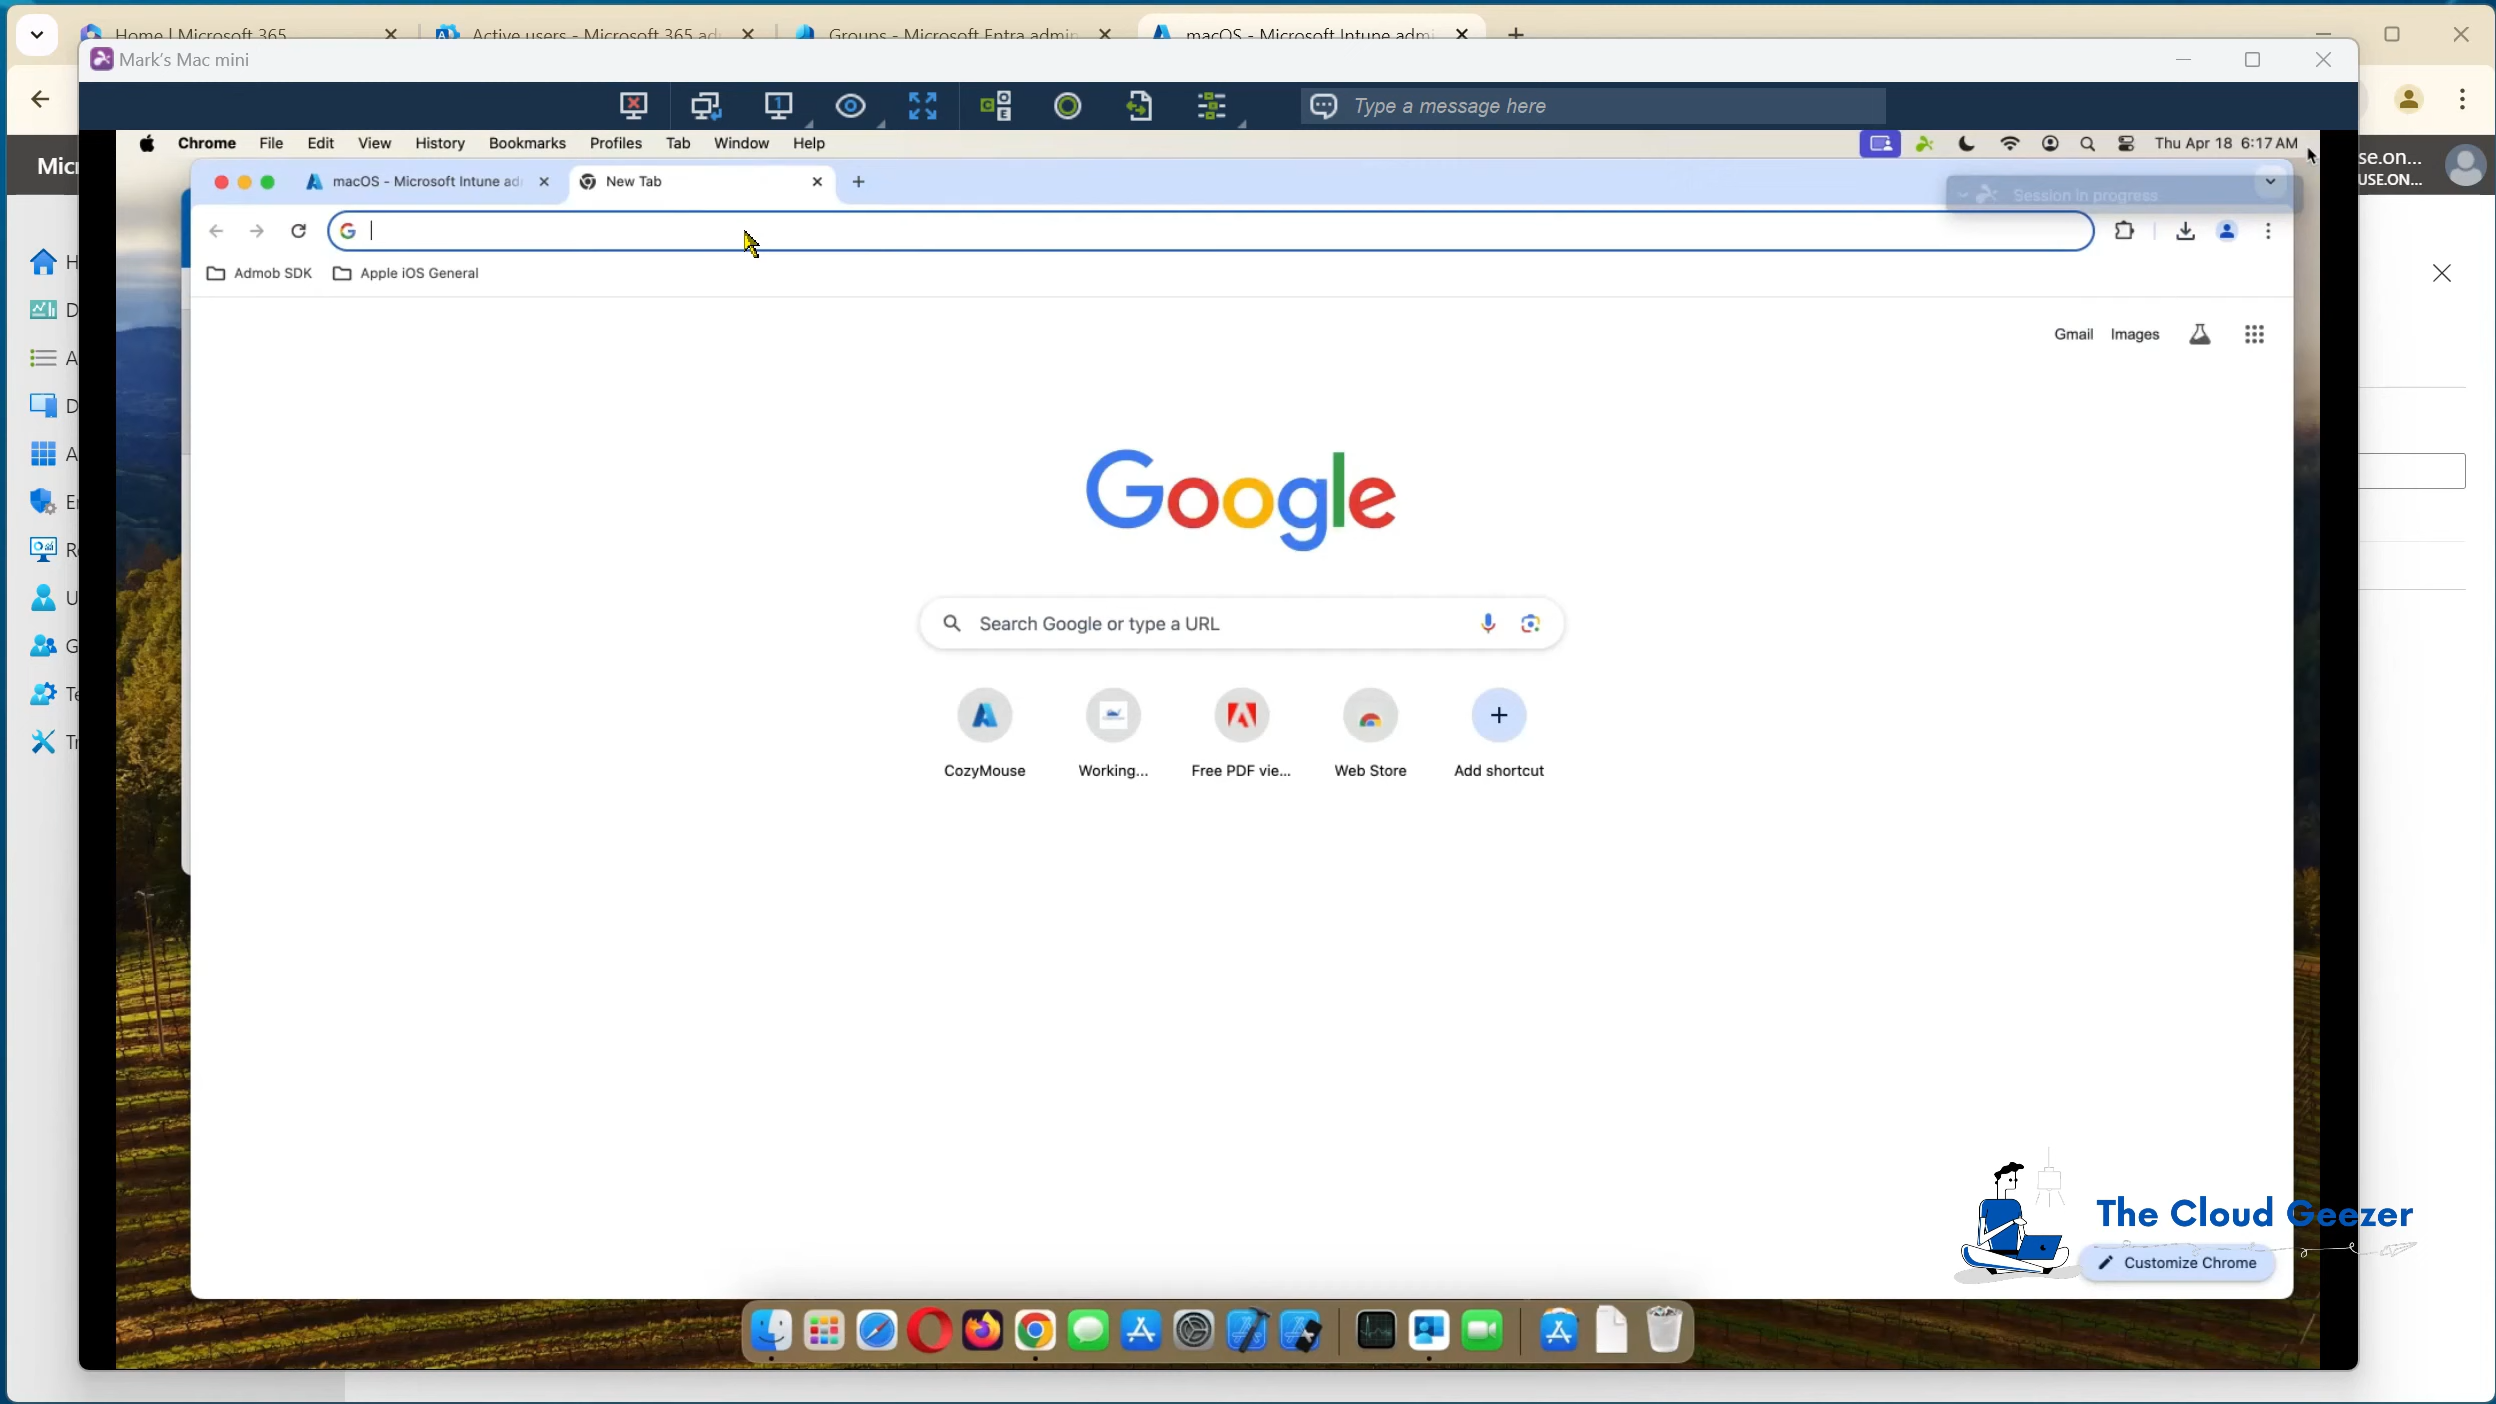 Home | Microsoft 365
Active users - Microsoft 365 ad
Groups - Microsoft Entra admin
macOS - Microsoft Intune admi
Mark's Mac mini
Type a message here
Chrome File Edit View History Bookmarks Profiles Tab Window Help
Thu Apr 18 6:17 AM
Micr
se.on...
USE.ON...
macOS - Microsoft Intune ad
New Tab
Session in progress
Admob SDK
Apple iOS General
Gmail Images
Google
Search Google or type a URL
CozyMouse
Working...
Free PDF vie...
Web Store
Add shortcut
The Cloud Geezer
Customize Chrome